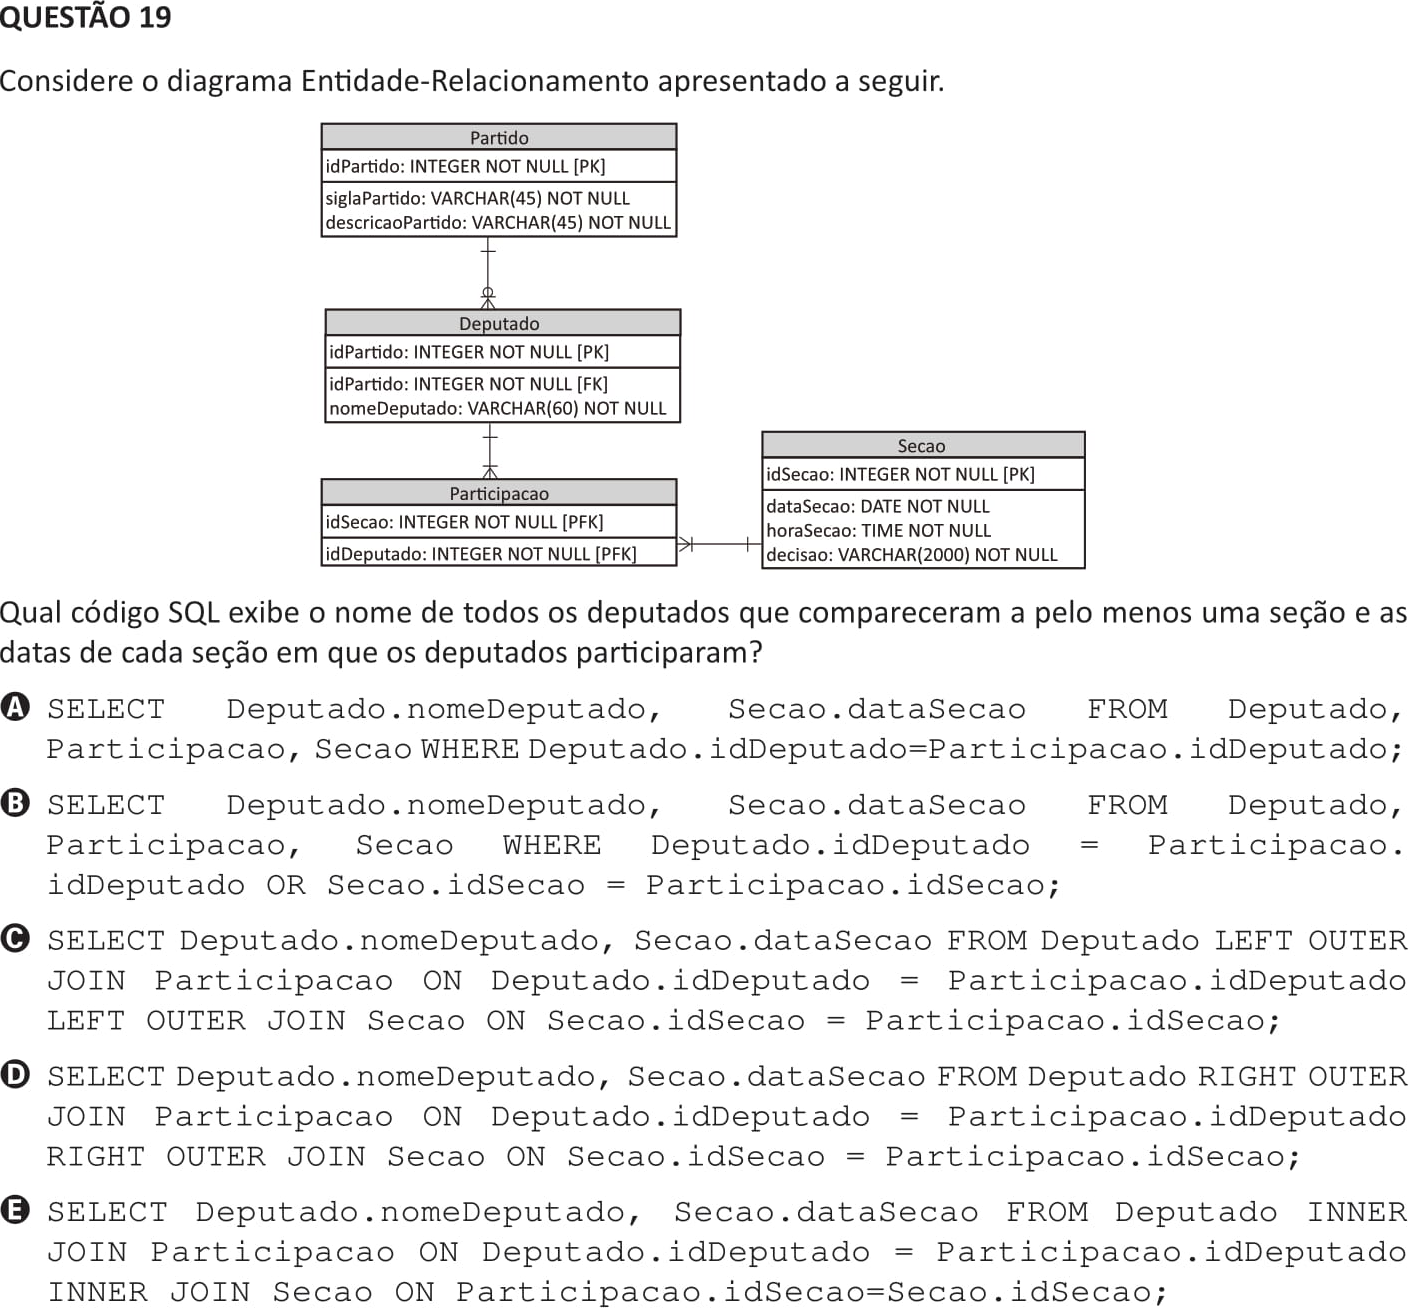 QUESTÃO 19
Considere o diagrama Entidade-Relacionamento apresentado a seguir.
Partido
idPartido: INTEGER NOT NULL [PK]
siglaPartido: VARCHAR(45) NOT NULL
descricaoPartido: VARCHAR(45) NOT NULL
Deputado
idPartido: INTEGER NOT NULL [PK]
idPartido: INTEGER NOT NULL [FK]
nomeDeputado: VARCHAR(60) NOT NULL
Participacao
idSecao: INTEGER NOT NULL [PFK]
idDeputado: INTEGER NOT NULL [PFK]
Secao
idSecao: INTEGER NOT NULL [PK]
dataSecao: DATE NOT NULL
horaSecao: TIME NOT NULL
decisao: VARCHAR(2000) NOT NULL
Qual código SQL exibe o nome de todos os deputados que compareceram a pelo menos uma seção e as
datas de cada seção em que os deputados participaram?
A SELECT Deputado.nomeDeputado, Secao.dataSecao FROM Deputado,
Participacao, Secao WHERE Deputado.idDeputado=Participacao.idDeputado;
B SELECT Deputado.nomeDeputado, Secao.dataSecao FROM Deputado,
Participacao, Secao WHERE Deputado.idDeputado = Participacao.
idDeputado OR Secao.idSecao = Participacao.idSecao;
C SELECT Deputado.nomeDeputado, Secao.dataSecao FROM Deputado LEFT OUTER
JOIN Participacao ON Deputado.idDeputado = Participacao.idDeputado
LEFT OUTER JOIN Secao ON Secao.idSecao = Participacao.idSecao;
D SELECT Deputado.nomeDeputado, Secao.dataSecao FROM Deputado RIGHT OUTER
JOIN Participacao ON Deputado.idDeputado = Participacao.idDeputado
RIGHT OUTER JOIN Secao ON Secao.idSecao = Participacao.idSecao;
E SELECT Deputado.nomeDeputado, Secao.dataSecao FROM Deputado INNER
JOIN Participacao ON Deputado.idDeputado = Participacao.idDeputado
INNER JOIN Secao ON Participacao.idSecao=Secao.idSecao;